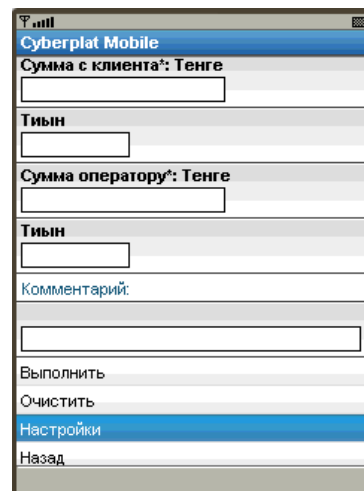 Cyberplat Mobile
Сумма с клиента*: Тенге
Тиын
Сумма оператору*: Тенге
Тиын
Комментарий:
Выполнить
Очистить
Настройки
Назад